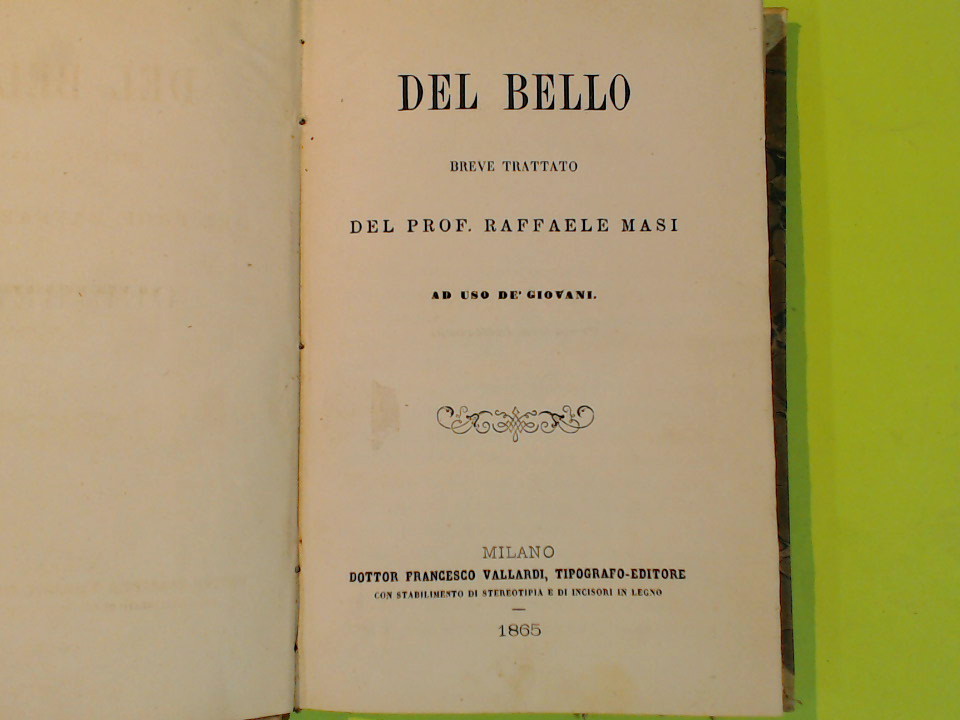 DEL BELLO
BREVE TRATTATO
DEL PROF. RAFFAELE MASI
AD USO DE' GIOVANI.
MILANO
DOTTOR FRANCESCO VALLARDI, TIPOGRAFO-EDITORE
CON STABILIMENTO DI STEREOTIPIA E DI INCISORI IN LEGNO
1865